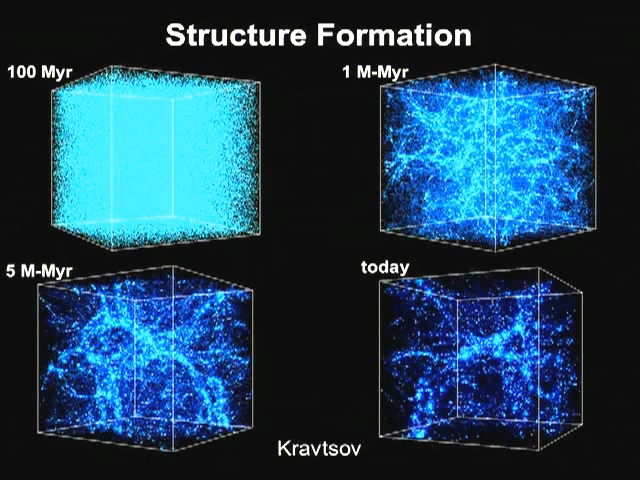 Structure Formation
100 Myr
1 M-Myr
5 M-Myr
today
Kravtsov